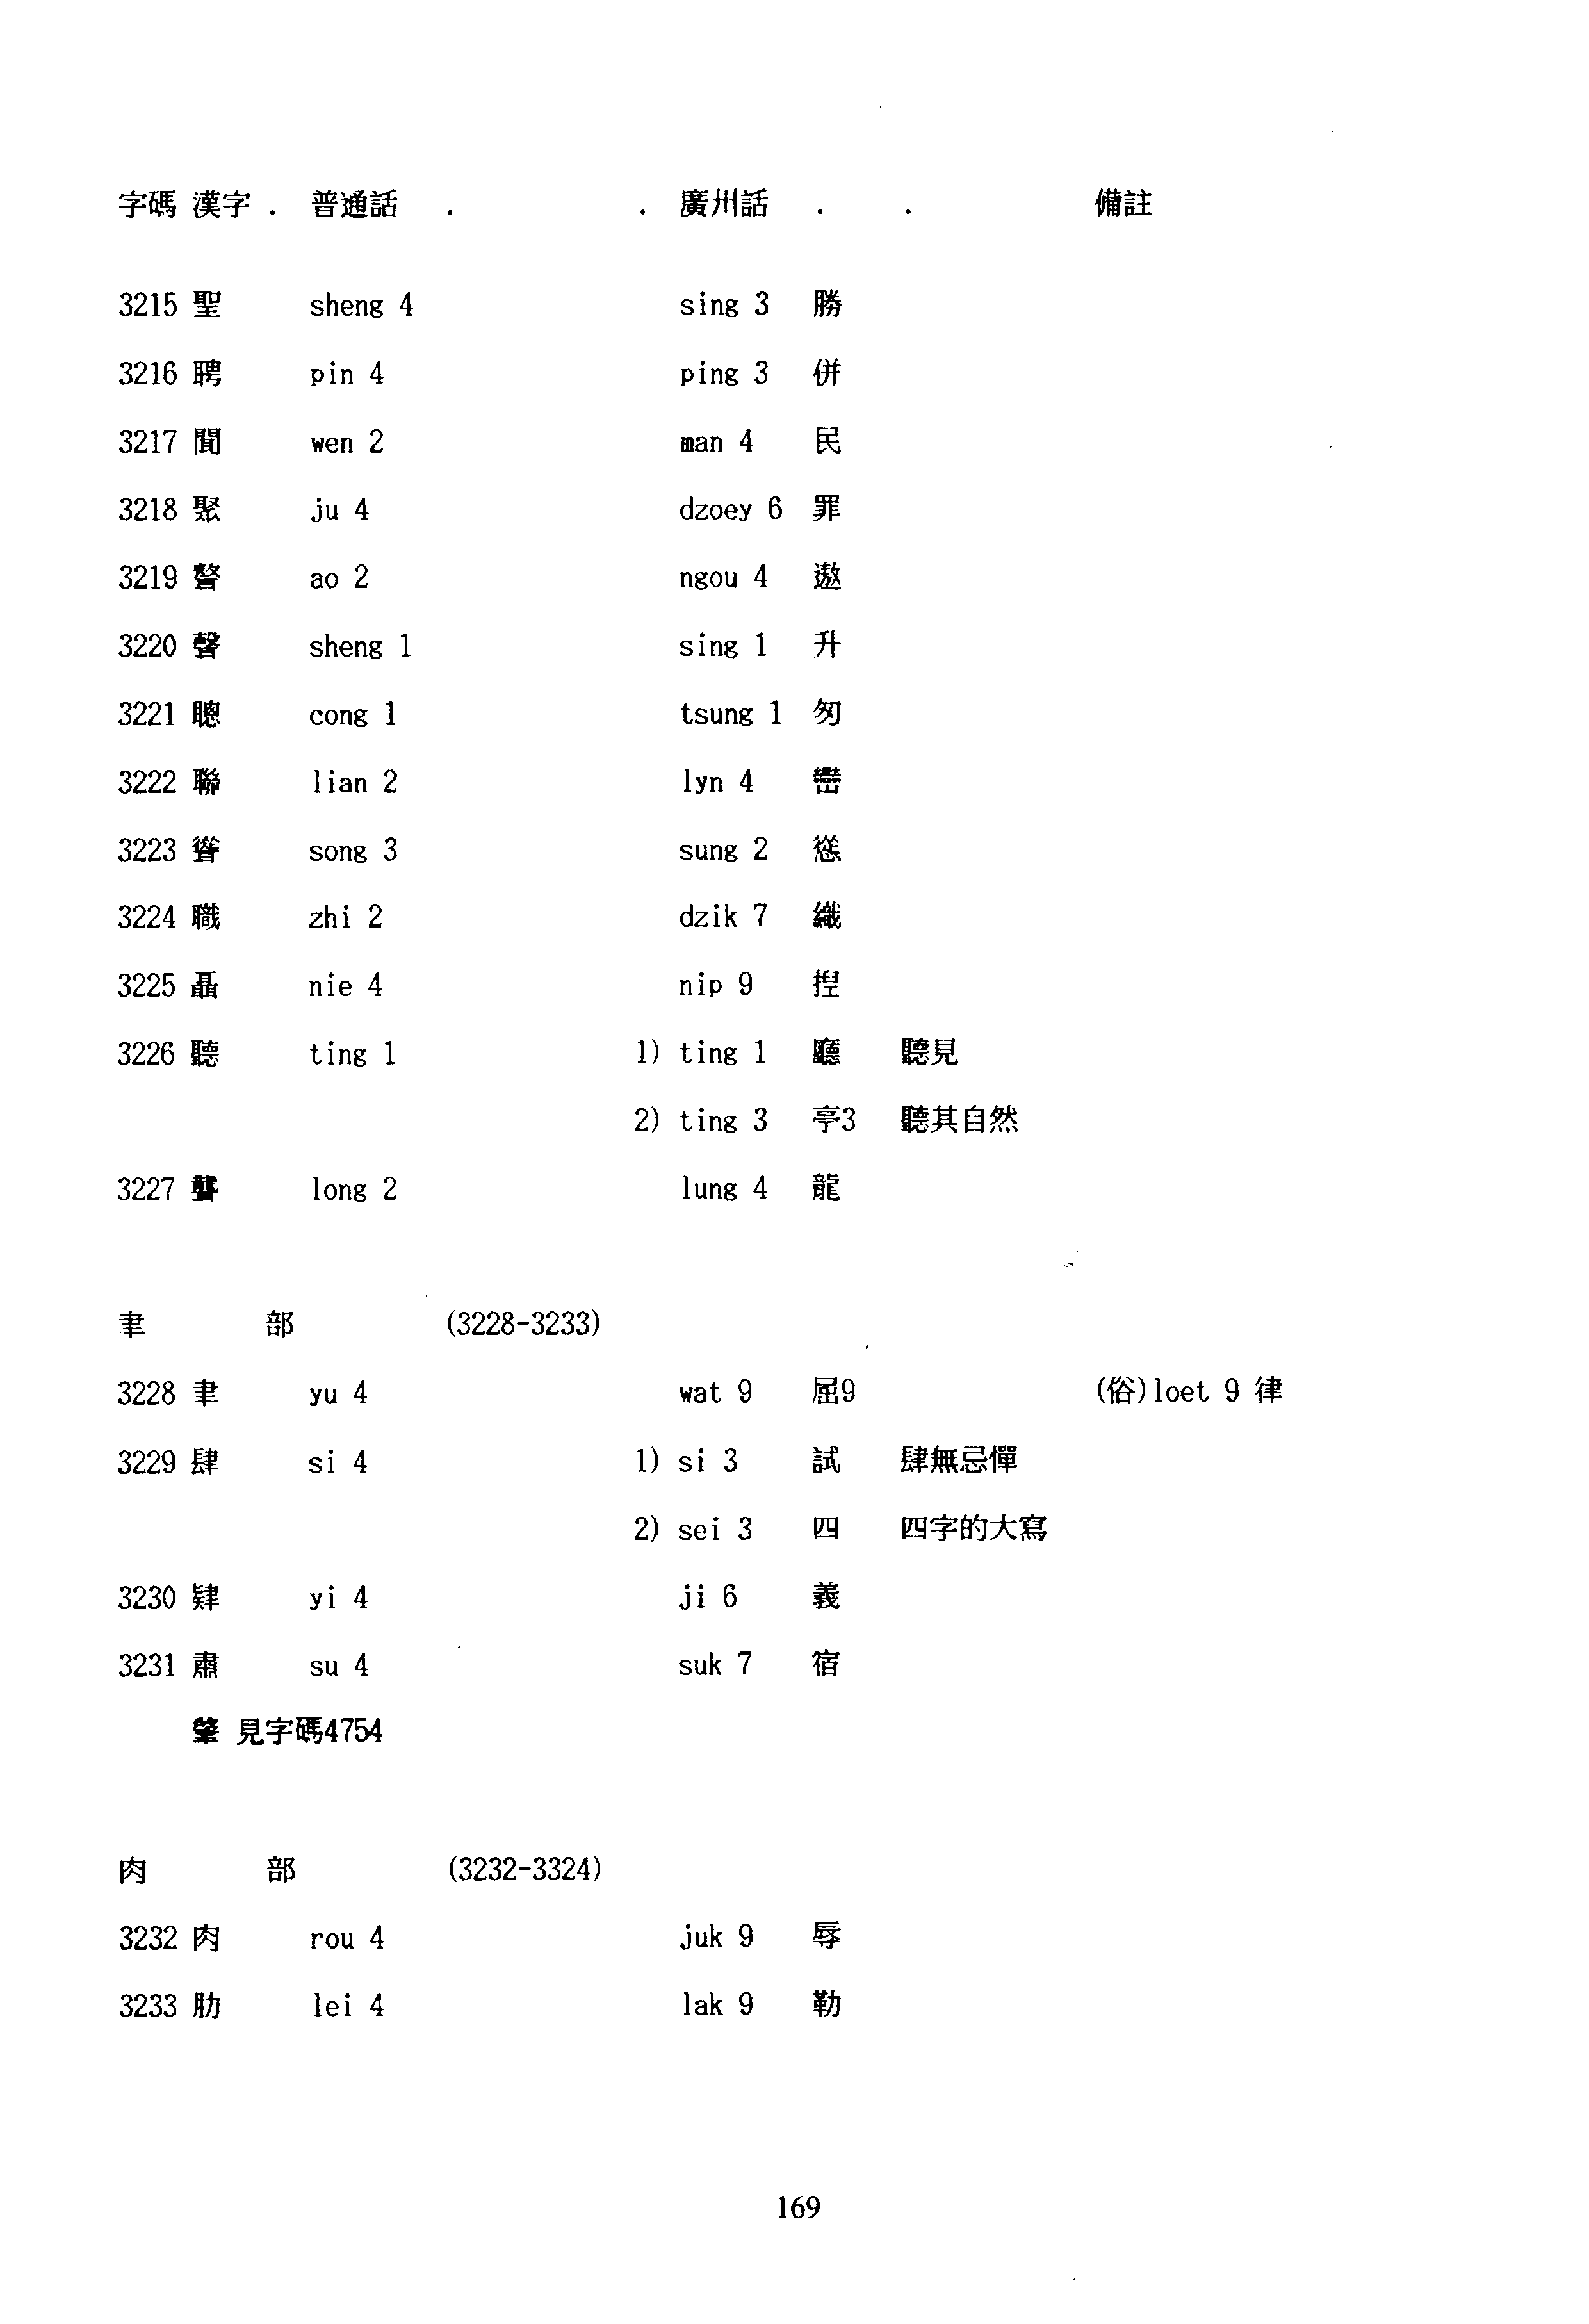 字碼 漢字 . 普通話 . . 廣州話 . . 備註
3215 聖 sheng 4 sing 3 勝
3216 聘 pin 4 ping 3 併
3217 聞 wen 2 man 4 民
3218 聚 ju 4 dzoey 6 罪
3219 聱 ao 2 ngou 4 遨
3220 聲 sheng 1 sing 1 升
3221 聰 cong 1 tsung 1 匆
3222 聯 lian 2 lyn 4 巒
3223 聳 song 3 sung 2 慫
3224 職 zhi 2 dzik 7 織
3225 聶 nie 4 nip 9 揑
3226 聽 ting 1 1) ting 1 廳 聽見
2) ting 3 亭3 聽其自然
3227 聾 long 2 lung 4 龍
聿 部 (3228-3233)
3228 聿 yu 4 wat 9 屈9 (俗)loet 9 律
3229 肆 si 4 1) si 3 試 肆無忌憚
2) sei 3 四 四字的大寫
3230 肄 yi 4 ji 6 義
3231 肅 su 4 suk 7 宿
肇 見字碼4754
肉 部 (3232-3324)
3232 肉 rou 4 juk 9 辱
3233 肋 lei 4 lak 9 勒
169